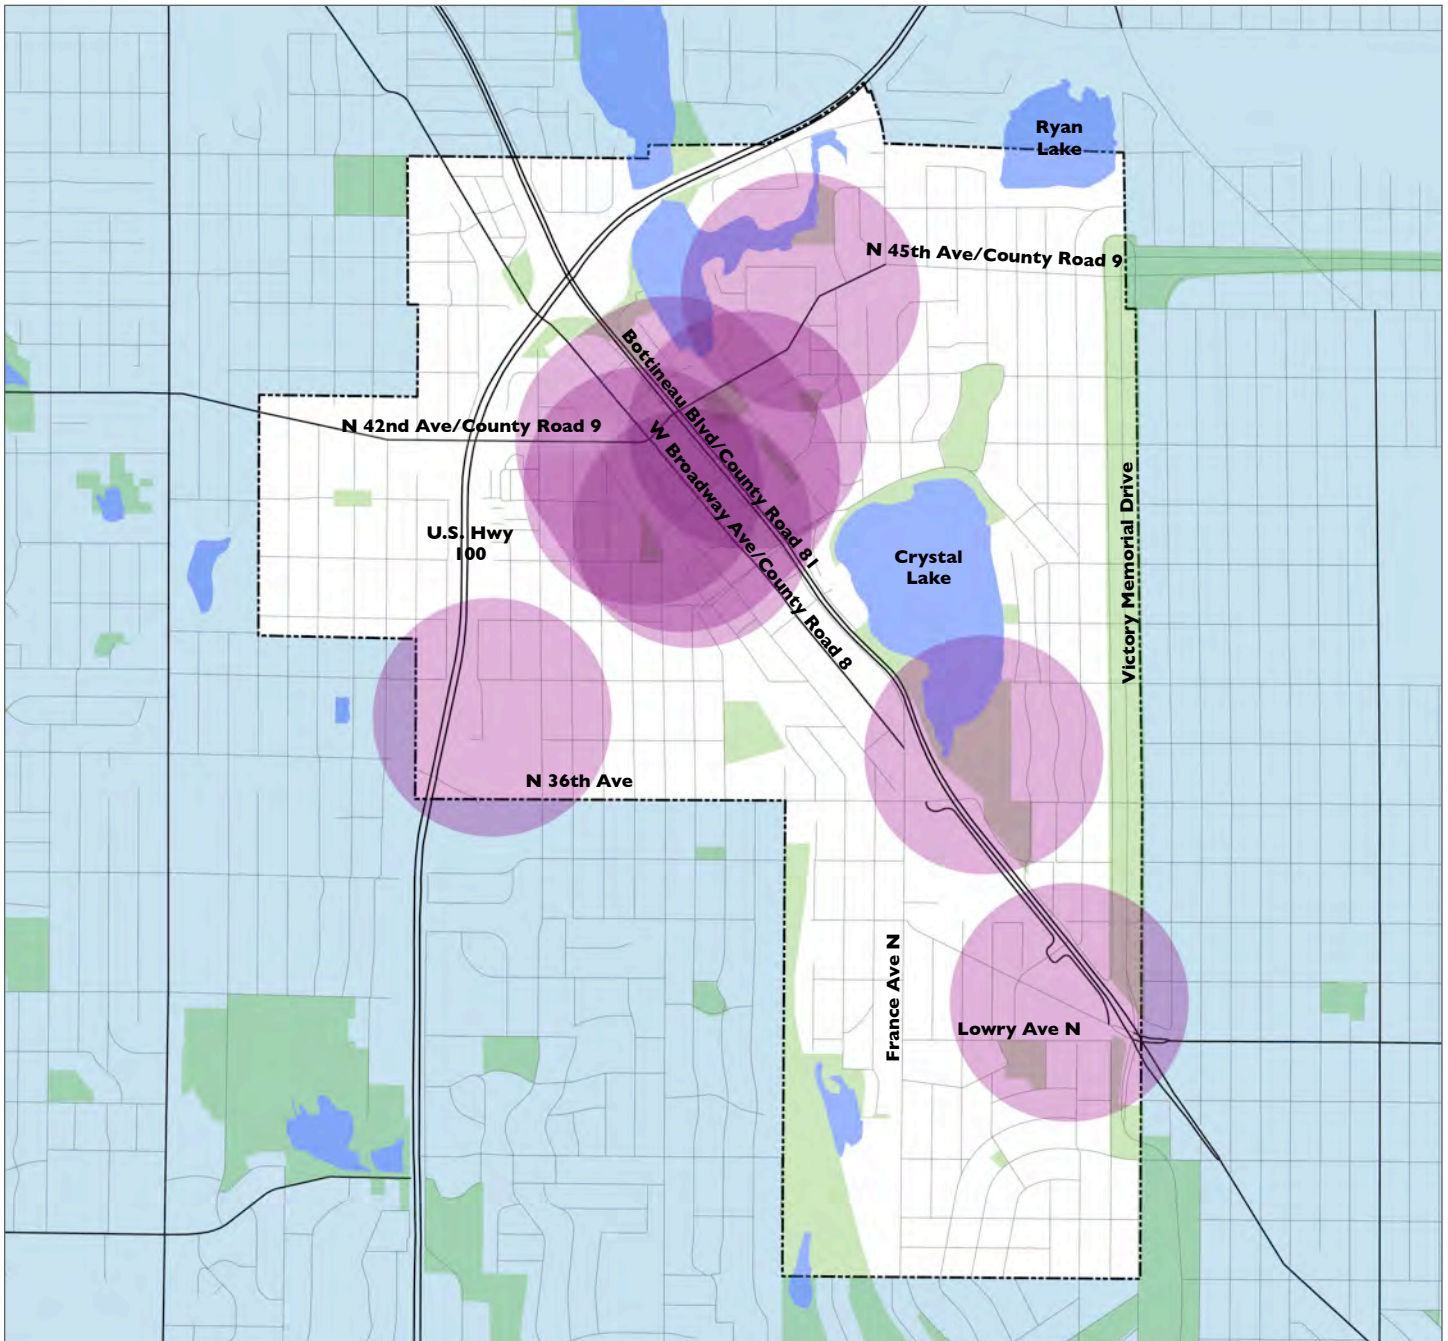 Ryan
Lake
N 45th Ave/County Road 9
Bottineau Blvd/County Road 81
N 42nd Ave/County Road 9
W Broadway Ave/County Road 8
U.S. Hwy
100
Crystal
Lake
Victory Memorial Drive
N 36th Ave
France Ave N
Lowry Ave N